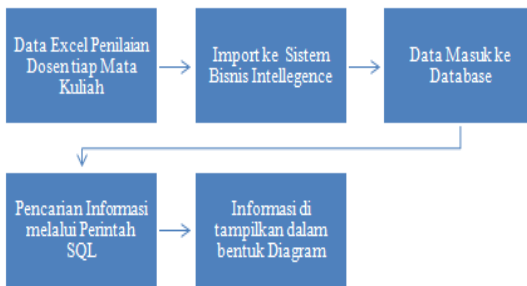 Data Excel Penilaian
Dosen tiap Mata
Kuliah
Import ke Sistem
Bisnis Intellegence
Data Masuk ke
Database
Pencarian Informasi
melalui Perintah
SQL
Informasi di
tampilkan dalam
bentuk Diagram